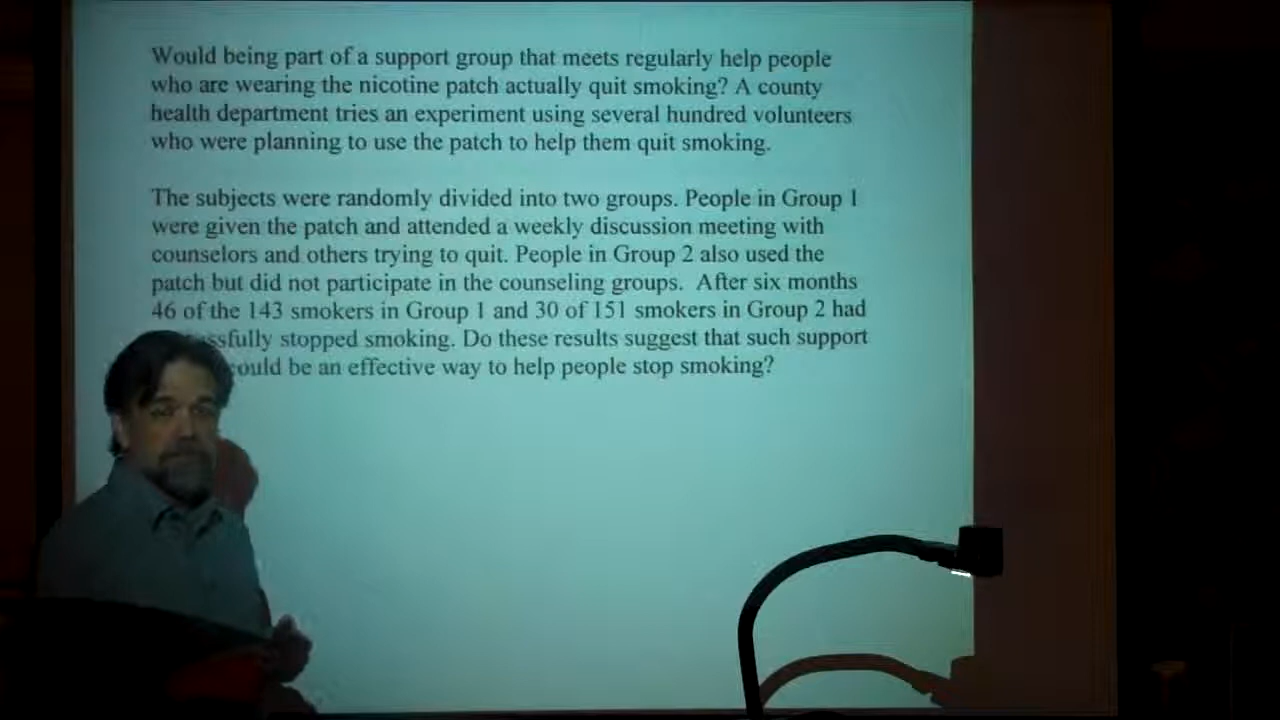 Would being part of a support group that meets regularly help people
who are wearing the nicotine patch actually quit smoking? A county
health department tries an experiment using several hundred volunteers
who were planning to use the patch to help them quit smoking.
The subjects were randomly divided into two groups. People in Group 1
were given the patch and attended a weekly discussion meeting with
counselors and others trying to quit. People in Group 2 also used the
patch but did not participate in the counseling groups. After six months
46 of the 143 smokers in Group 1 and 30 of 151 smokers in Group 2 had
ssfully stopped smoking. Do these results suggest that such support
ould be an effective way to help people stop smoking?